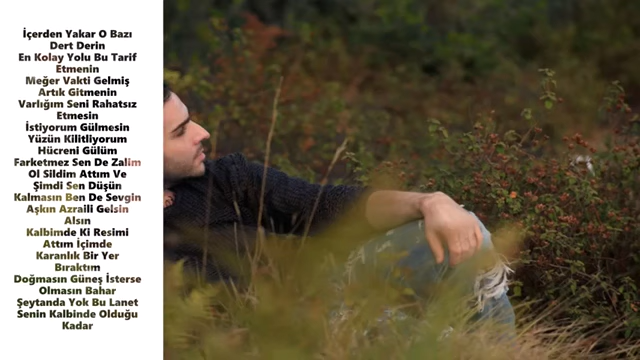 İçerden Yakar O Bazı
Dert Derin
En Kolay Yolu Bu Tarif
Etmenin
Meğer Vakti Gelmiş
Artık Gitmenin
Varlığım Seni Rahatsız
Etmesin
İstiyorum Gülmesin
Yüzün Kilitliyorum
Hücreni Gülüm
Farketmez Sen De Zalim
Ol Sildim Attım Ve
Şimdi Sen Düşün
Kalmasın Ben De Sevgin
Aşkın Azraili Gelsin
Alsın
Kalbimde Ki Resimi
Attım İçimde
Karanlık Bir Yer
Bıraktım
Doğmasın Güneş İsterse
Olmasın Bahar
Şeytanda Yok Bu Lanet
Senin Kalbinde Olduğu
Kadar